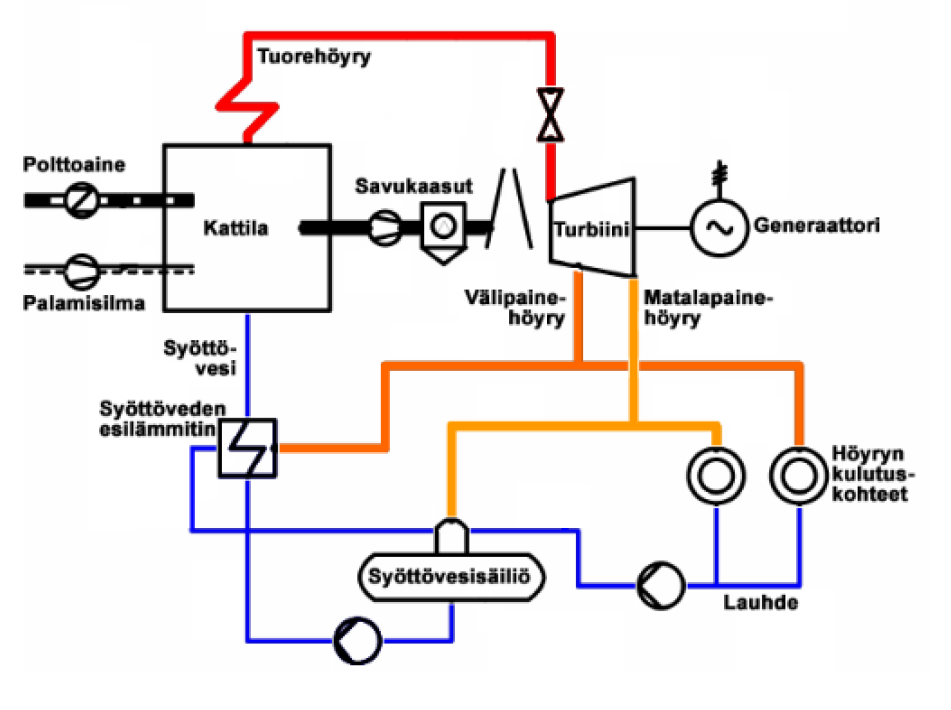 Tuorehöyry
Polttoaine
Savukaasut
Kattila
Turbiini
Generaattori
Palamisilma
Välipaine-
höyry
Matalapaine-
höyry
Syöttö-
vesi
Syöttöveden
esilämmitin
Höyryn
kulutus-
kohteet
Syöttövesisäiliö
Lauhde